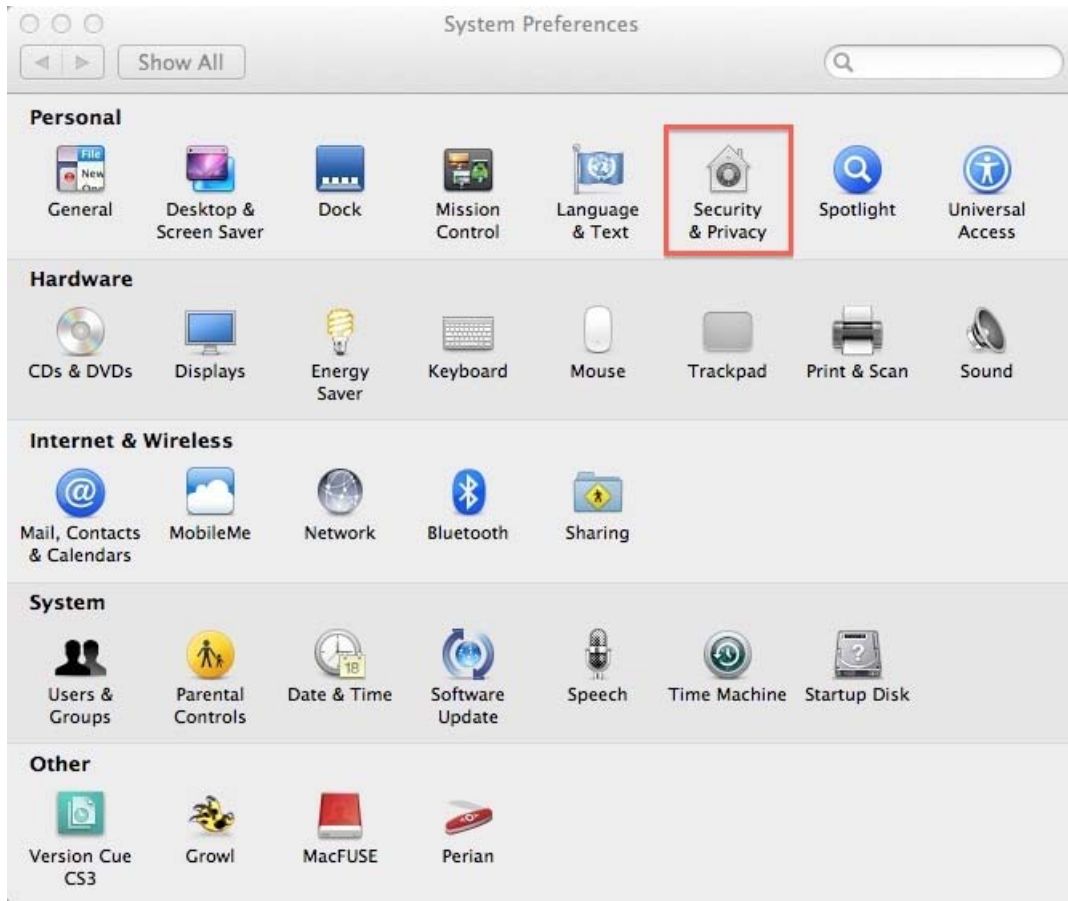 System Preferences
Show All
Personal
File
New
General
Desktop &
Screen Saver
Dock
Mission
Control
Language
& Text
Security
& Privacy
Spotlight
Universal
Access
Hardware
CDs & DVDs
Displays
Energy
Saver
Keyboard
Mouse
Trackpad
Print & Scan
Sound
Internet & Wireless
@
Mail, Contacts
& Calendars
MobileMe
Network
Bluetooth
Sharing
System
18
?
Users &
Groups
Parental
Controls
Date & Time
Software
Update
Speech
Time Machine
Startup Disk
Other
Version Cue
CS3
Growl
MacFUSE
Perian